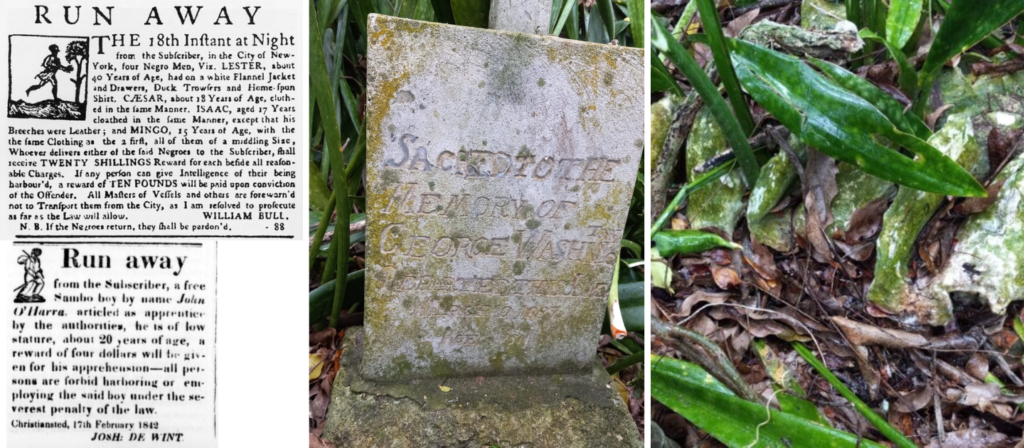 RUN AWAY
THE 18th Inſtant at Night
from the Subſcriber, in the City of New-
York, four Negro Men, Viz. LESTER, about
40 Years of Age, had on a white Flannel Jacket
and Drawers, Duck Trowſers and Home-ſpun
Shirt. CÆSAR, about 18 Years of Age, cloth-
ed in the ſame Manner. ISAAC, aged 17 Years
cloathed in the ſame Manner, except that his
Breeches were Leather; and MINGO, 15 Years of Age, with the
the ſame Clothing as the 2 firſt, all of them of a middling Size,
Whoever delivers either of the ſaid Negroes to the Subſcriber, ſhall
receive TWENTY SHILLINGS Reward for each beſide all reaſon-
able Charges. If any perſon can give Intelligence of their being
harbour'd, a reward of TEN POUNDS will be paid upon conviction
of the Offender. All Maſters of Veſſels and others are forewarn'd
not to Tranſport them from the City, as I am reſolved to proſecute
as far as the Law will allow. WILLIAM BULL.
N. B. If the Negroes return, they ſhall be pardon'd. - 88
Run away
from the Subscriber, a free
Sambo boy by name John
O'Harra, articled as apprentice
by the authorities, he is of low
stature, about 20 years of age, a
reward of four dollars will be giv-
en for his apprehension—all per-
sons are forbid harboring or em-
ploying the said boy under the se-
verest penalty of the law.
Christiansted, 17th February 1842
JOSH: DE WINT.
SACRED TO THE
MEMORY OF
GEORGE WASH